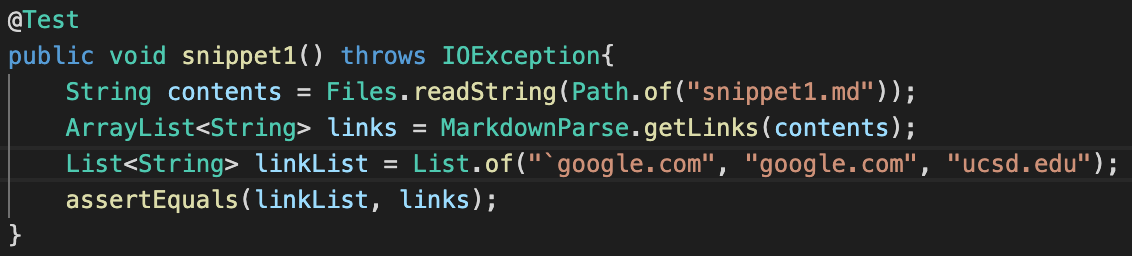 @Test
public void snippet1() throws IOException{
    String contents = Files.readString(Path.of("snippet1.md"));
    ArrayList<String> links = MarkdownParse.getLinks(contents);
    List<String> linkList = List.of("`google.com", "google.com", "ucsd.edu");
    assertEquals(linkList, links);
}